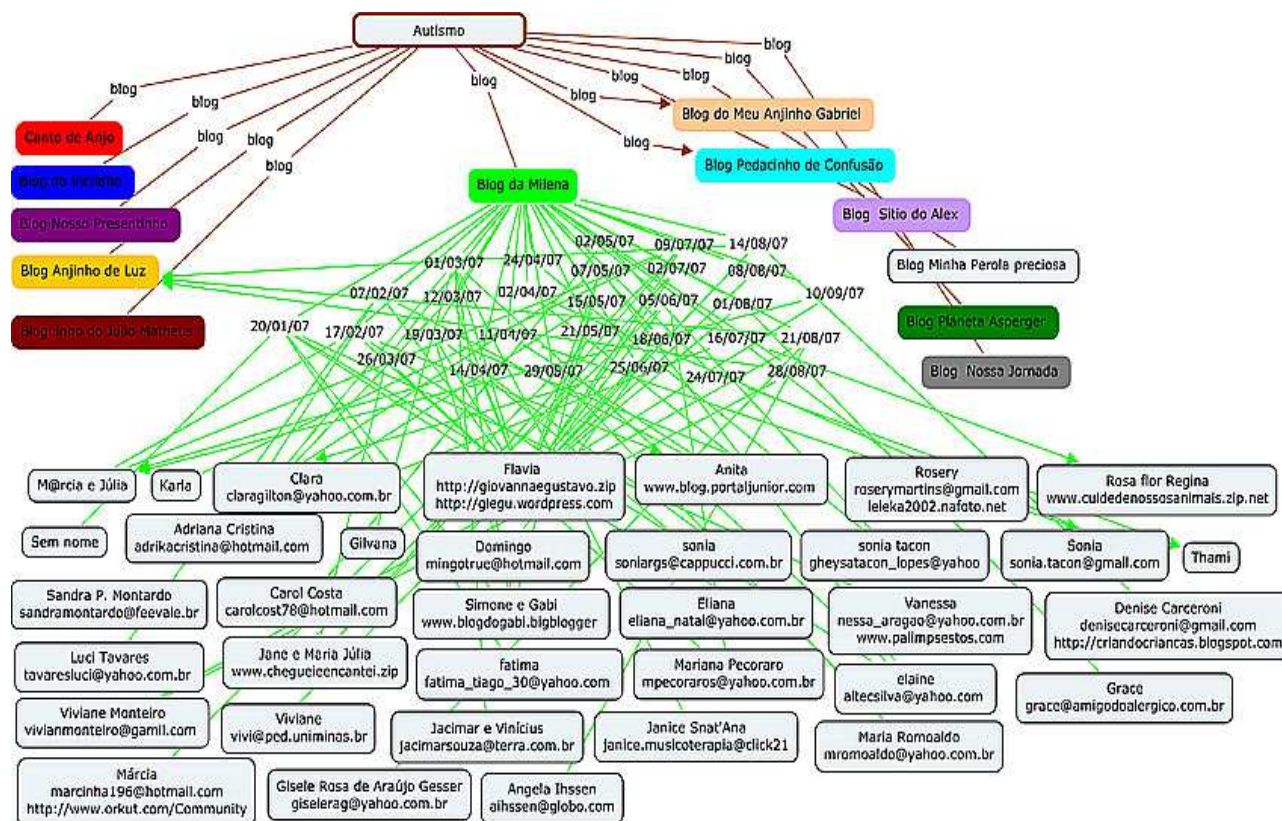 Autismo
blog
blog
blog
blog
blog
blog
blog
blog
blog
blog
blog
Canto de Anjo
Blog do Meu Anjinho Gabriel
Blog Pedacinho de Confusão
Blog da Milena
Blog Nosso Presentinho
Blog Sitio do Alex
Blog Anjinho de Luz
Blog Minha Perola preciosa
Bloguinho do João Matheus
Blog Planeta Asperger
Blog Nossa Jornada
02/05/07
09/07/07
14/08/07
01/03/07
24/04/07
07/05/07
02/07/07
08/08/07
07/02/07
12/03/07
02/04/07
15/05/07
05/06/07
01/08/07
10/09/07
20/01/07
17/02/07
19/03/07
11/04/07
21/05/07
18/06/07
16/07/07
21/08/07
26/03/07
14/04/07
29/05/07
25/06/07
24/07/07
28/08/07
M@rcia e Júlia
Karla
Clara
claragilton@yahoo.com.br
Flavia
http://giovannaegustavo.zip
http://glegu.wordpress.com
Anita
www.blog.portaljunior.com
Rosery
roserymartins@gmail.com
leleka2002.nafoto.net
Rosa flor Regina
www.cuidedenossosanimais.zip.net
Sem nome
Adriana Cristina
adrikacristina@hotmail.com
Gilvana
Domingo
mingotrue@hotmail.com
sonia
soniargs@cappucci.com.br
sonia tacon
gheysatacon_lopes@yahoo
Sonia
sonia.tacon@gmail.com
Thami
Sandra P. Montardo
sandramontardo@feevale.br
Carol Costa
carolcost78@hotmail.com
Simone e Gabi
www.blogdogabi.bigblogger
Eliana
eliana_natal@yahoo.com.br
Vanessa
nessa_aragao@yahoo.com.br
www.palimpsestos.com
Denise Carceroni
denisecarceroni@gmail.com
http://criandocriancas.blogspot.com
Luci Tavares
tavaresluci@yahoo.com.br
Jane e Maria Júlia
www.chegueieencantei.zip
fatima
fatima_tiago_30@yahoo.com
Mariana Pecoraro
mpecoraros@yahoo.com.br
elaine
altecsilva@yahoo.com
Grace
grace@amigodoalergico.com.br
Viviane Monteiro
vivianmonteiro@gamil.com
Viviane
vivi@ped.uniminas.br
Jacimar e Vinícius
jacimarsouza@terra.com.br
Janice Snat'Ana
janice.musicoterapia@click21
Maria Romoaldo
mromoaldo@yahoo.com.br
Márcia
marcinha196@hotmail.com
http://www.orkut.com/Community
Gisele Rosa de Araújo Gesser
giselerag@yahoo.com.br
Angela Ihssen
aihssen@globo.com